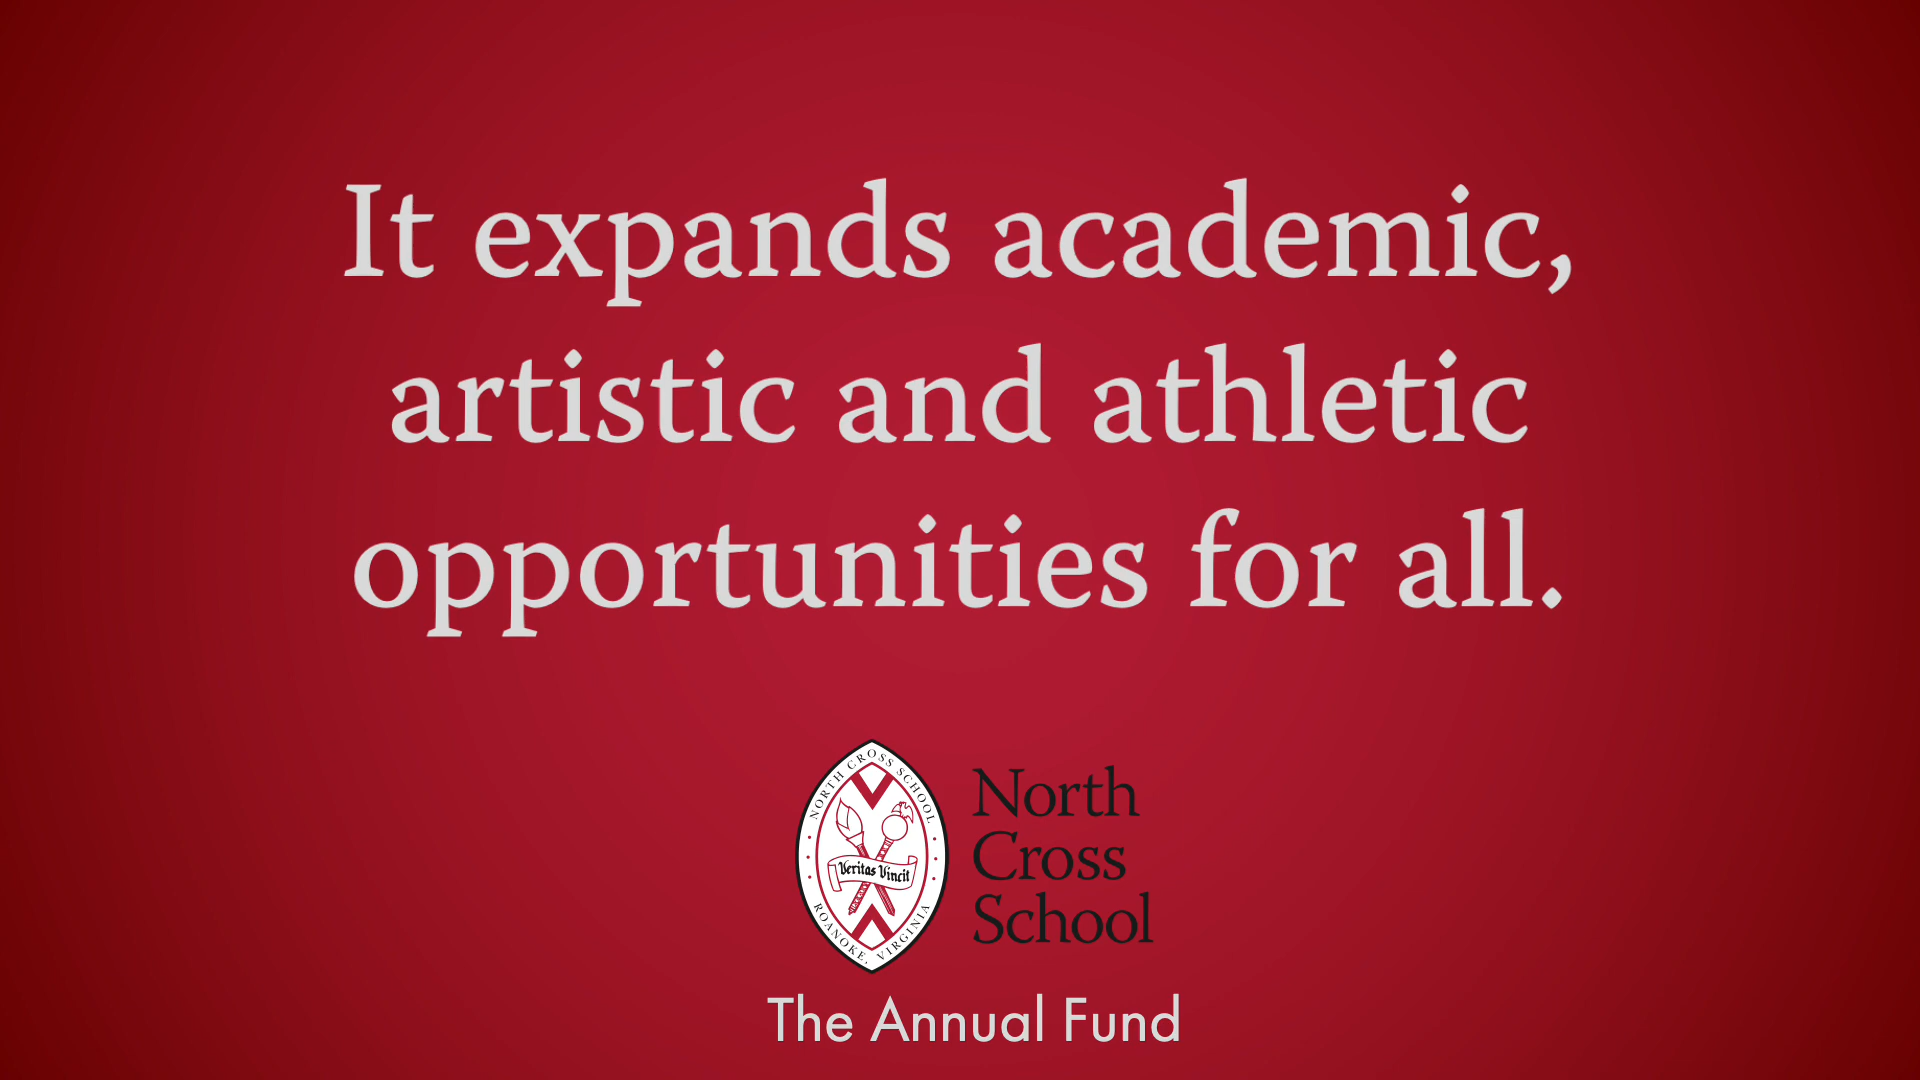 It expands academic,
artistic and athletic
opportunities for all.
NORTH CROSS SCHOOL
Veritas Vincit
ROANOKE, VIRGINIA
North
Cross
School
The Annual Fund